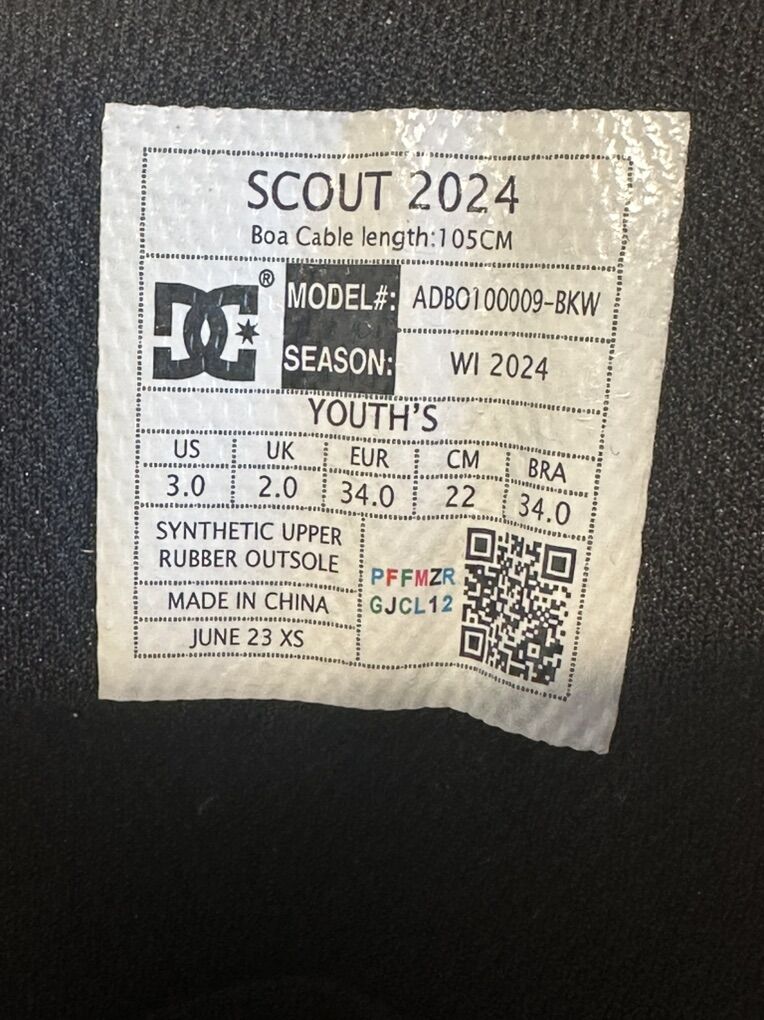 SCOUT 2024
Boa Cable length:105CM
DC ®
MODEL#: ADBO100009-BKW
SEASON: WI 2024
YOUTH'S
US UK EUR CM BRA
3.0 2.0 34.0 22 34.0
SYNTHETIC UPPER
RUBBER OUTSOLE
MADE IN CHINA
JUNE 23 XS
PFFMZR
GJCL12